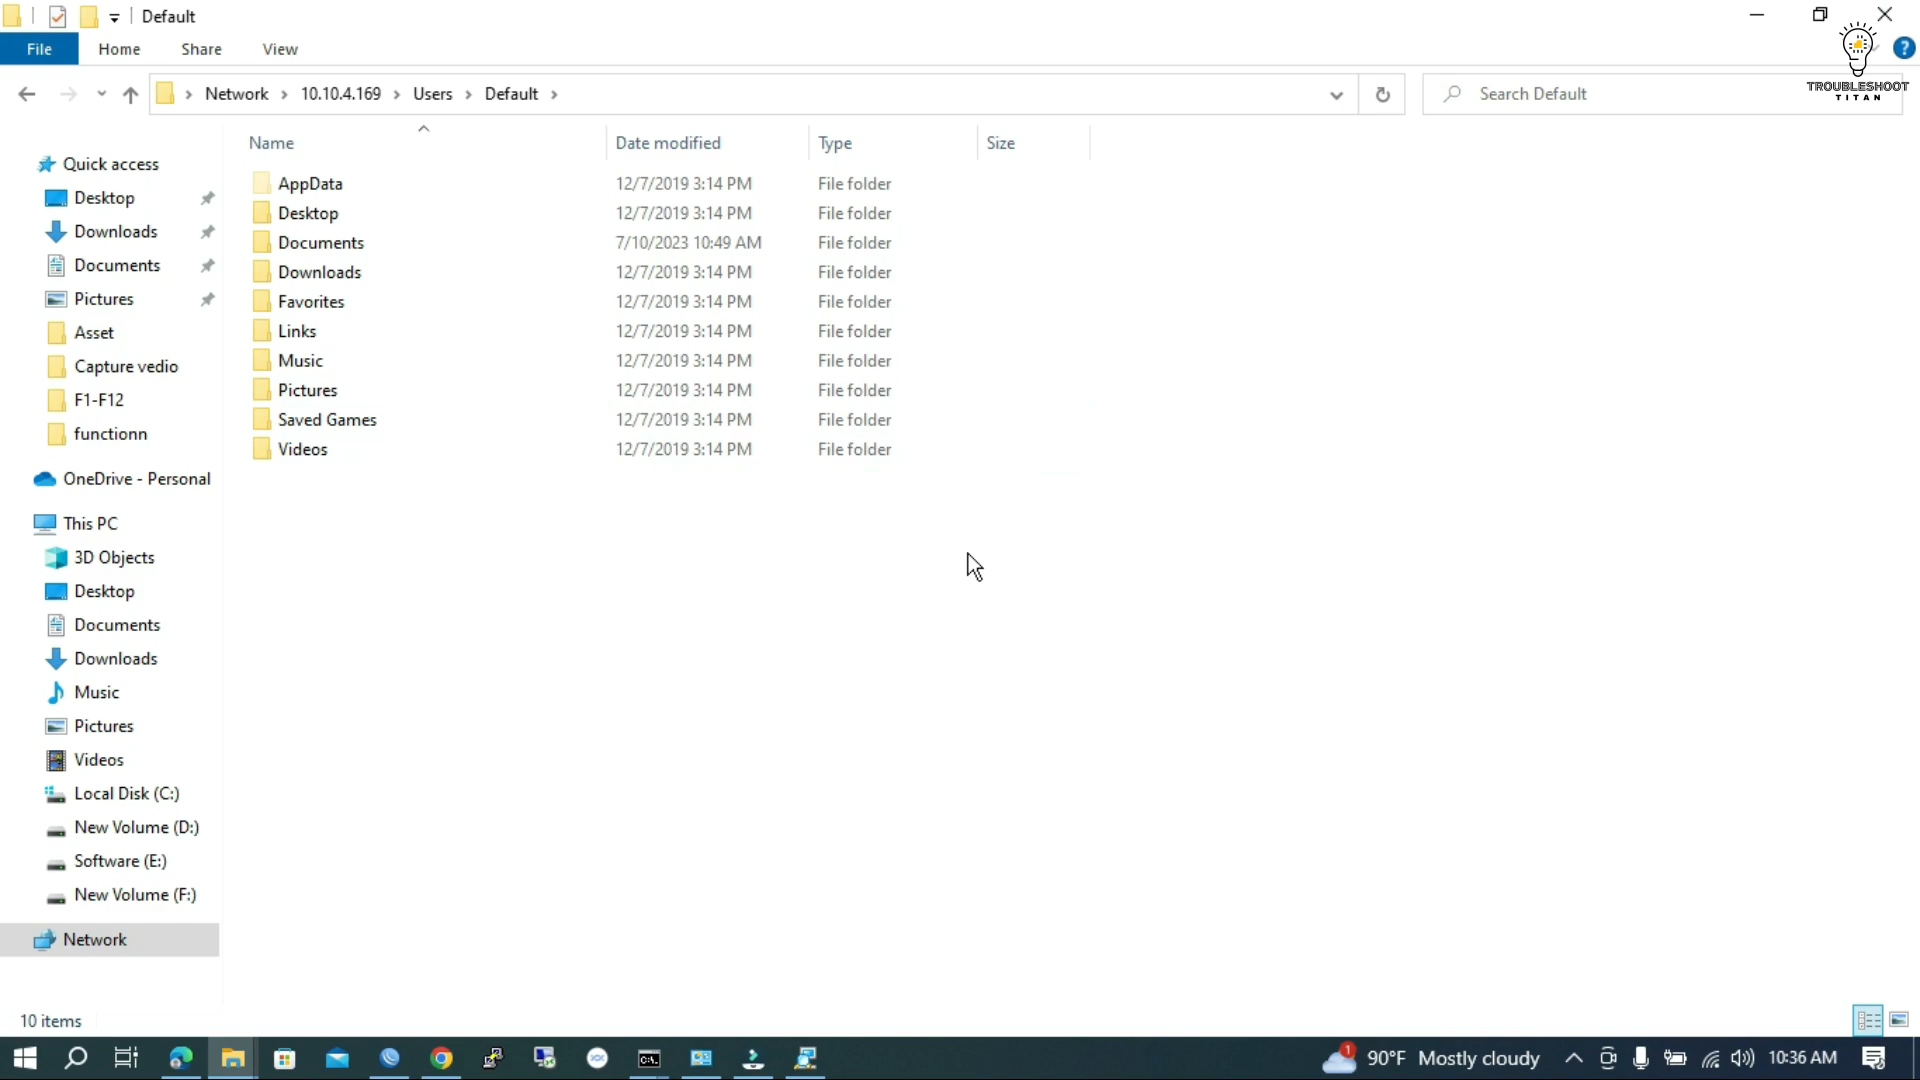 Default
File Home Share View
TROUBLESHOOT
TITAN
Network 10.10.4.169 Users Default
Search Default
Name Date modified Type Size
Quick access
Desktop
Downloads
Documents
Pictures
Asset
Capture vedio
F1-F12
functionn
OneDrive - Personal
This PC
3D Objects
Desktop
Documents
Downloads
Music
Pictures
Videos
Local Disk (C:)
New Volume (D:)
Software (E:)
New Volume (F:)
Network
AppData 12/7/2019 3:14 PM File folder
Desktop 12/7/2019 3:14 PM File folder
Documents 7/10/2023 10:49 AM File folder
Downloads 12/7/2019 3:14 PM File folder
Favorites 12/7/2019 3:14 PM File folder
Links 12/7/2019 3:14 PM File folder
Music 12/7/2019 3:14 PM File folder
Pictures 12/7/2019 3:14 PM File folder
Saved Games 12/7/2019 3:14 PM File folder
Videos 12/7/2019 3:14 PM File folder
10 items
1 90°F Mostly cloudy 10:36 AM